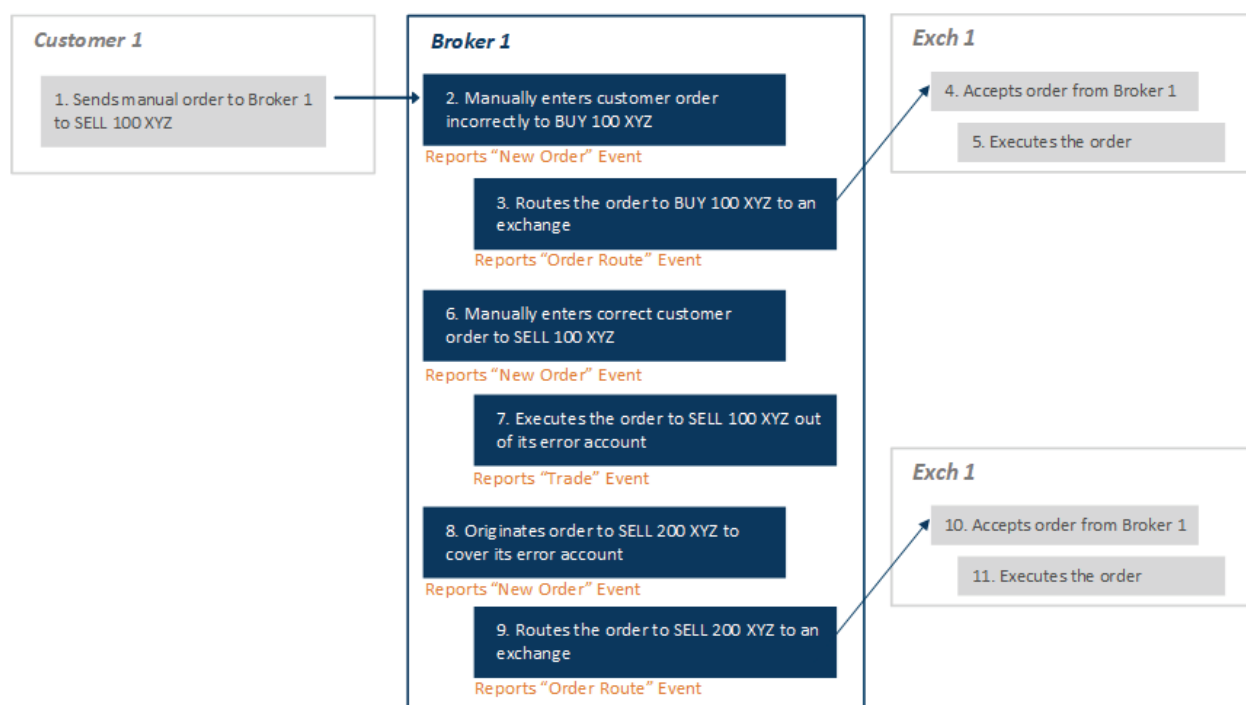 Customer 1
1. Sends manual order to Broker 1
to SELL 100 XYZ
Broker 1
2. Manually enters customer order
incorrectly to BUY 100 XYZ
Reports “New Order” Event
3. Routes the order to BUY 100 XYZ to an
exchange
Reports “Order Route” Event
Exch 1
4. Accepts order from Broker 1
5. Executes the order
6. Manually enters correct customer
order to SELL 100 XYZ
Reports “New Order” Event
7. Executes the order to SELL 100 XYZ out
of its error account
Reports “Trade” Event
8. Originates order to SELL 200 XYZ to
cover its error account
Reports “New Order” Event
9. Routes the order to SELL 200 XYZ to an
exchange
Reports “Order Route” Event
Exch 1
10. Accepts order from Broker 1
11. Executes the order